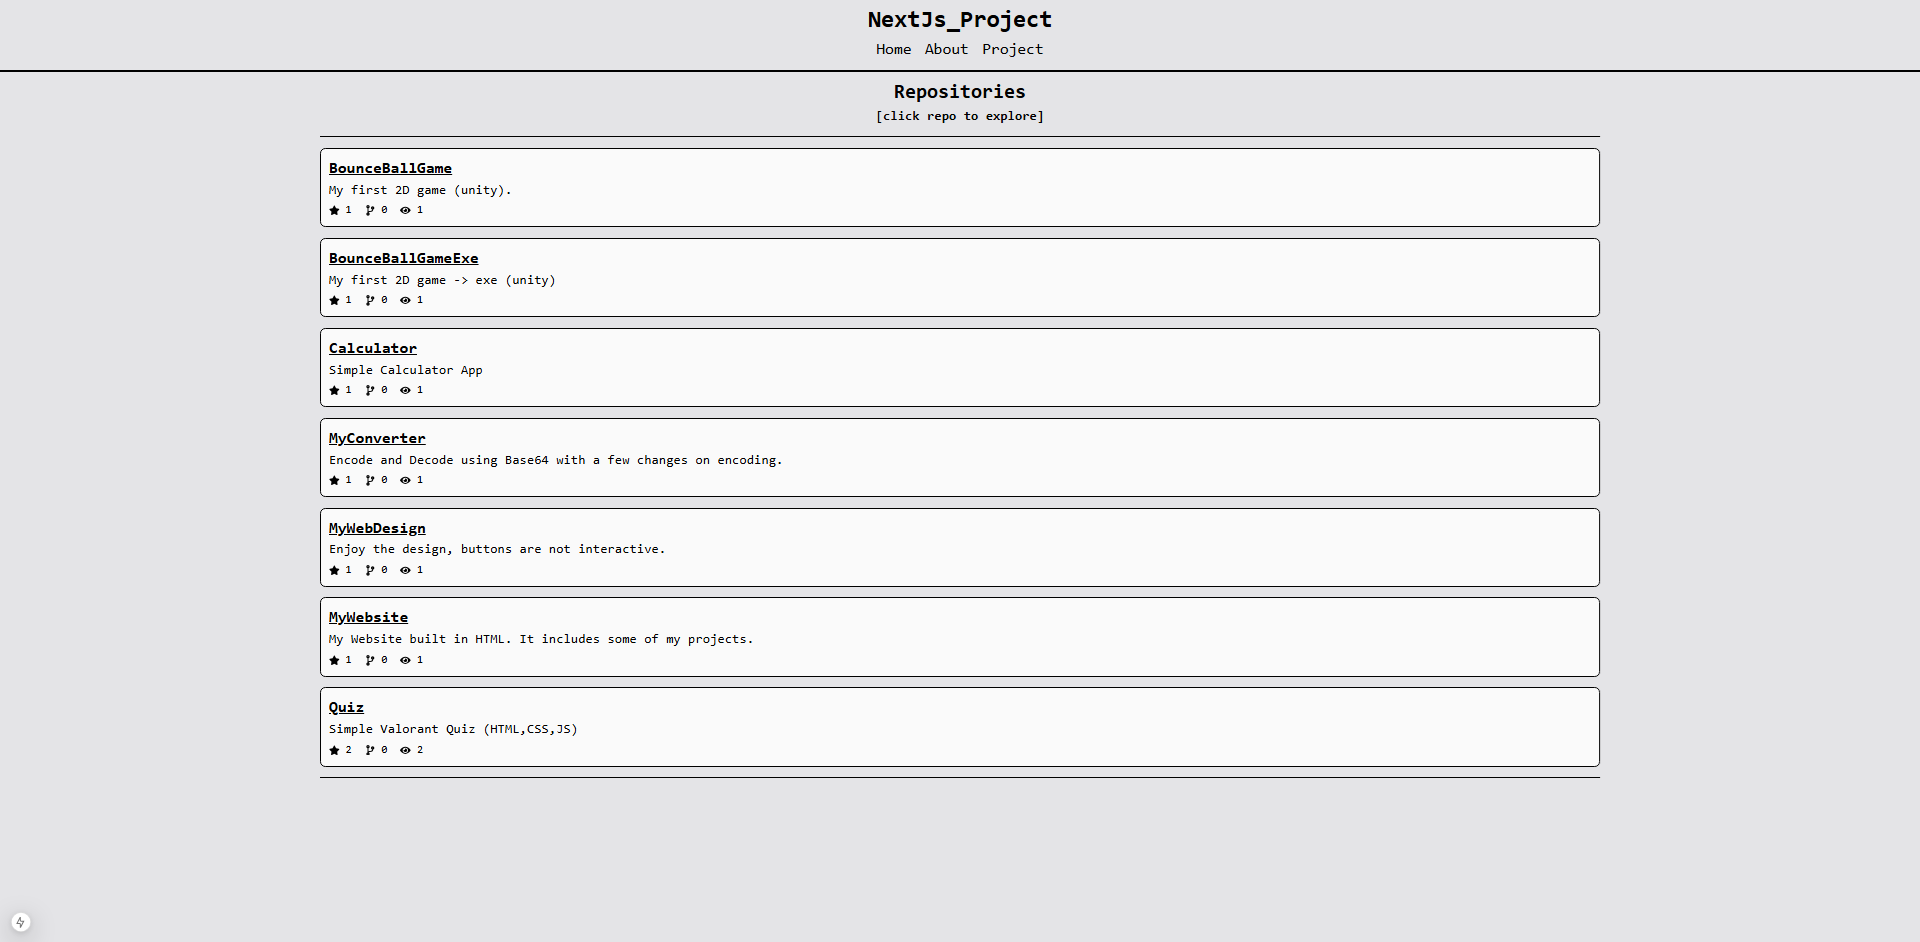 NextJs_Project
Home About Project
Repositories
[click repo to explore]
BounceBallGame
My first 2D game (unity).
1 0 1
BounceBallGameExe
My first 2D game -> exe (unity)
1 0 1
Calculator
Simple Calculator App
1 0 1
MyConverter
Encode and Decode using Base64 with a few changes on encoding.
1 0 1
MyWebDesign
Enjoy the design, buttons are not interactive.
1 0 1
MyWebsite
My Website built in HTML. It includes some of my projects.
1 0 1
Quiz
Simple Valorant Quiz (HTML,CSS,JS)
2 0 2